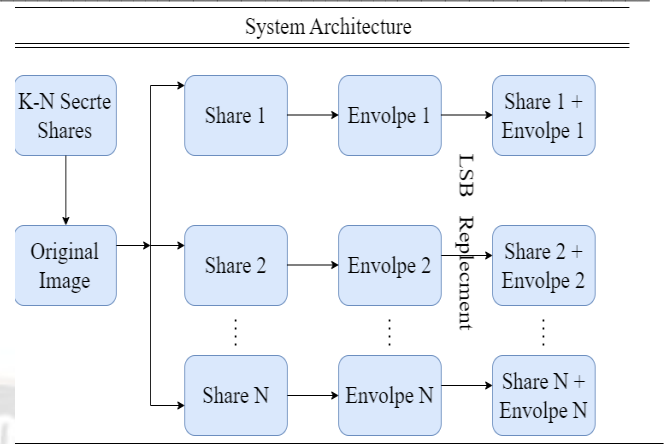 System Architecture
K-N Secrte
Shares
Share 1
Envolpe 1
Share 1 +
Envolpe 1
LSB Replecment
Original
Image
Share 2
Envolpe 2
Share 2 +
Envolpe 2
Share N
Envolpe N
Share N +
Envolpe N